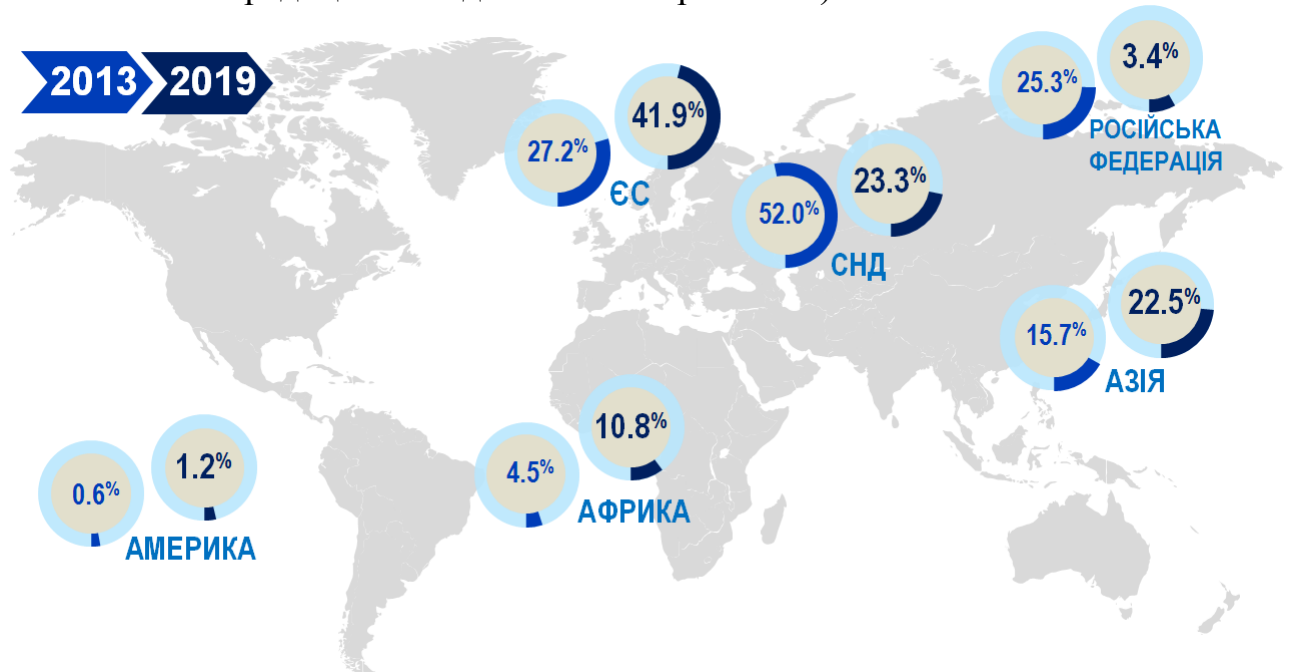 2013 2019
27.2%
41.9%
ЄС
52.0%
23.3%
СНД
25.3%
3.4%
РОСІЙСЬКА
ФЕДЕРАЦІЯ
15.7%
22.5%
АЗІЯ
4.5%
10.8%
АФРИКА
0.6%
1.2%
АМЕРИКА